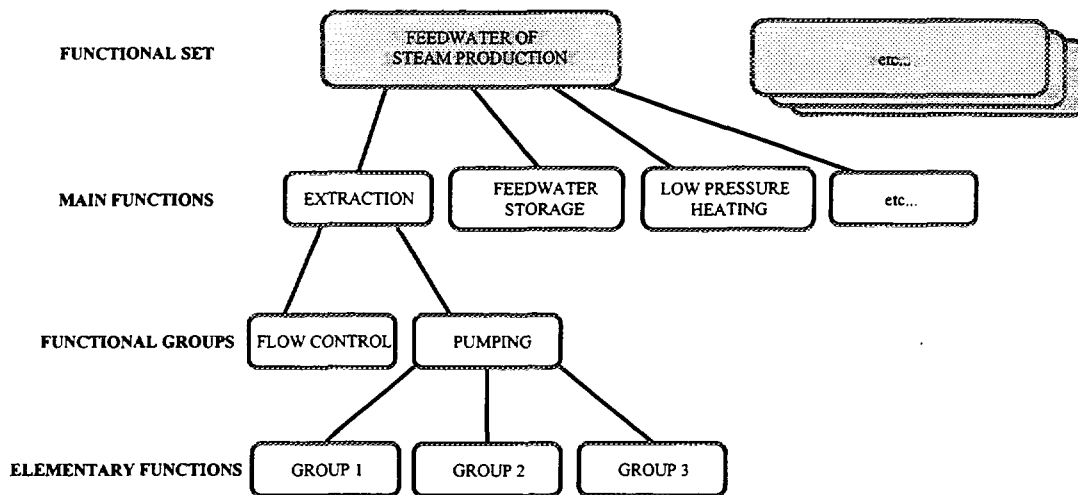 FUNCTIONAL SET
FEEDWATER OF
STEAM PRODUCTION
etc...
MAIN FUNCTIONS
EXTRACTION
FEEDWATER
STORAGE
LOW PRESSURE
HEATING
etc...
FUNCTIONAL GROUPS
FLOW CONTROL
PUMPING
ELEMENTARY FUNCTIONS
GROUP 1
GROUP 2
GROUP 3